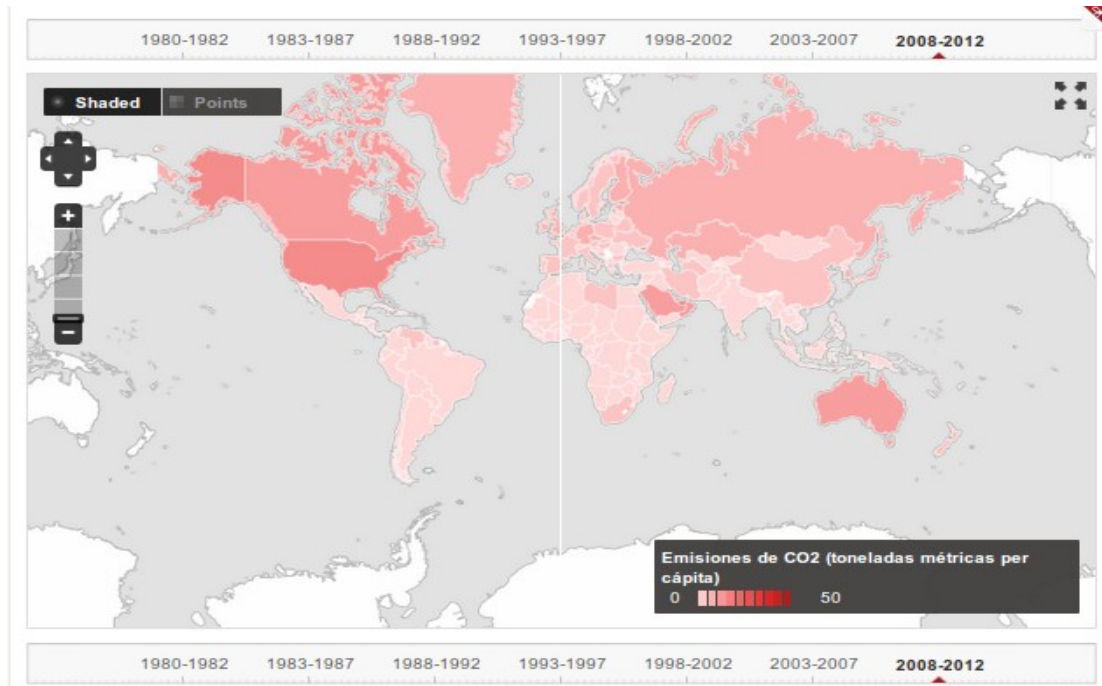 1980-1982 1983-1987 1988-1992 1993-1997 1998-2002 2003-2007 2008-2012
Shaded Points
+
−
Emisiones de CO2 (toneladas métricas per
cápita)
0 50
1980-1982 1983-1987 1988-1992 1993-1997 1998-2002 2003-2007 2008-2012